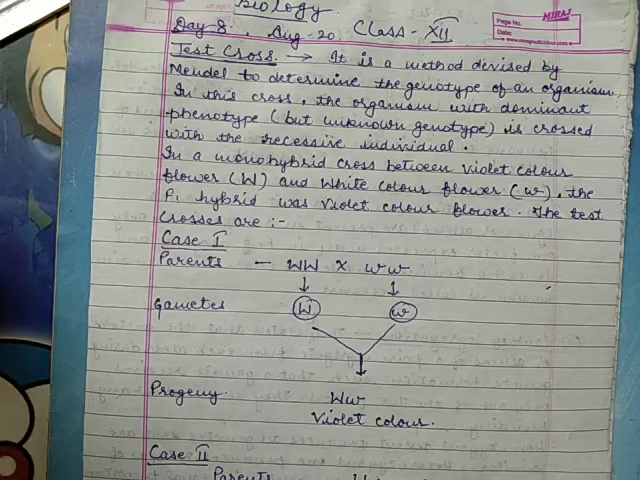 Biology
Day-8, Aug-20 Class - XII
MIRAJ
Page No.
Date:
Test Cross → It is a method devised by
Mendel to determine the genotype of an organism
In this cross, the organism with dominant
phenotype (but unknown genotype) is crossed
with the recessive individual.
In a monohybrid cross between violet colour
flower (W) and white colour flower (w), the
F1 hybrid was violet colour flower. The test
crosses are :-
Case I
Parents - WW X ww
Gametes W w
Progeny. Ww
Violet colour.
Case II
Parents